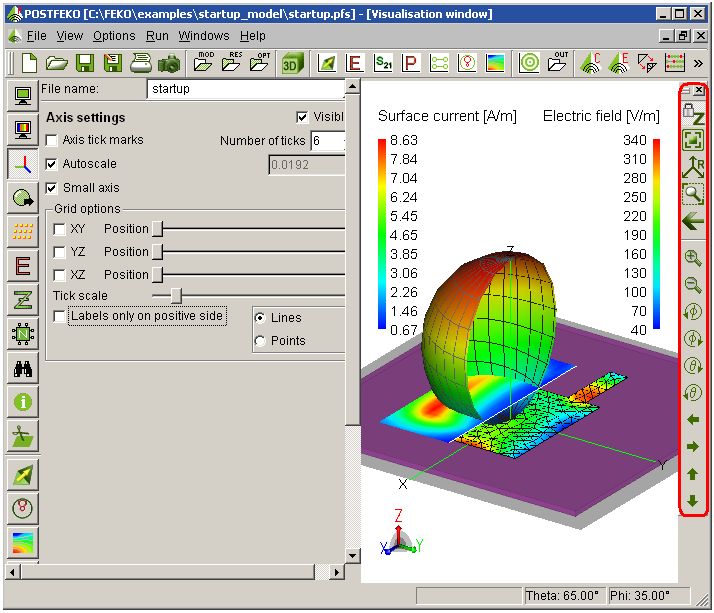 POSTFEKO [C:\FEKO\examples\startup_model\startup.pfs] - [Visualisation window]
File View Options Run Windows Help
MOD RES OPT 3D E S21 P OUT C E R »
File name: startup
Axis settings Visibl
Axis tick marks Number of ticks 6
Autoscale 0.0192
Small axis
Grid options
XY Position
YZ Position
XZ Position
Tick scale
Labels only on positive side Lines
Points
E
Z
N
i
Surface current [A/m] Electric field [V/m]
8.63 340
7.84 310
7.04 280
6.24 250
5.45 220
4.65 190
3.85 160
3.06 130
2.26 100
1.46 70
0.67 40
Z
X
Y
Z
X
Y
Z
R
Theta: 65.00° Phi: 35.00°